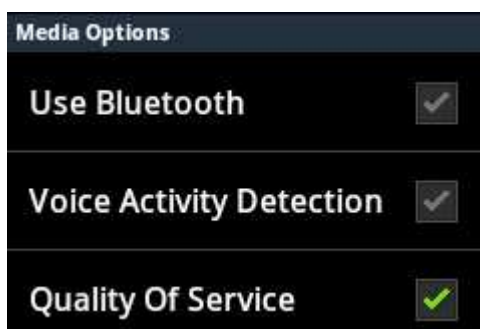 Media Options
Use Bluetooth
Voice Activity Detection
Quality Of Service